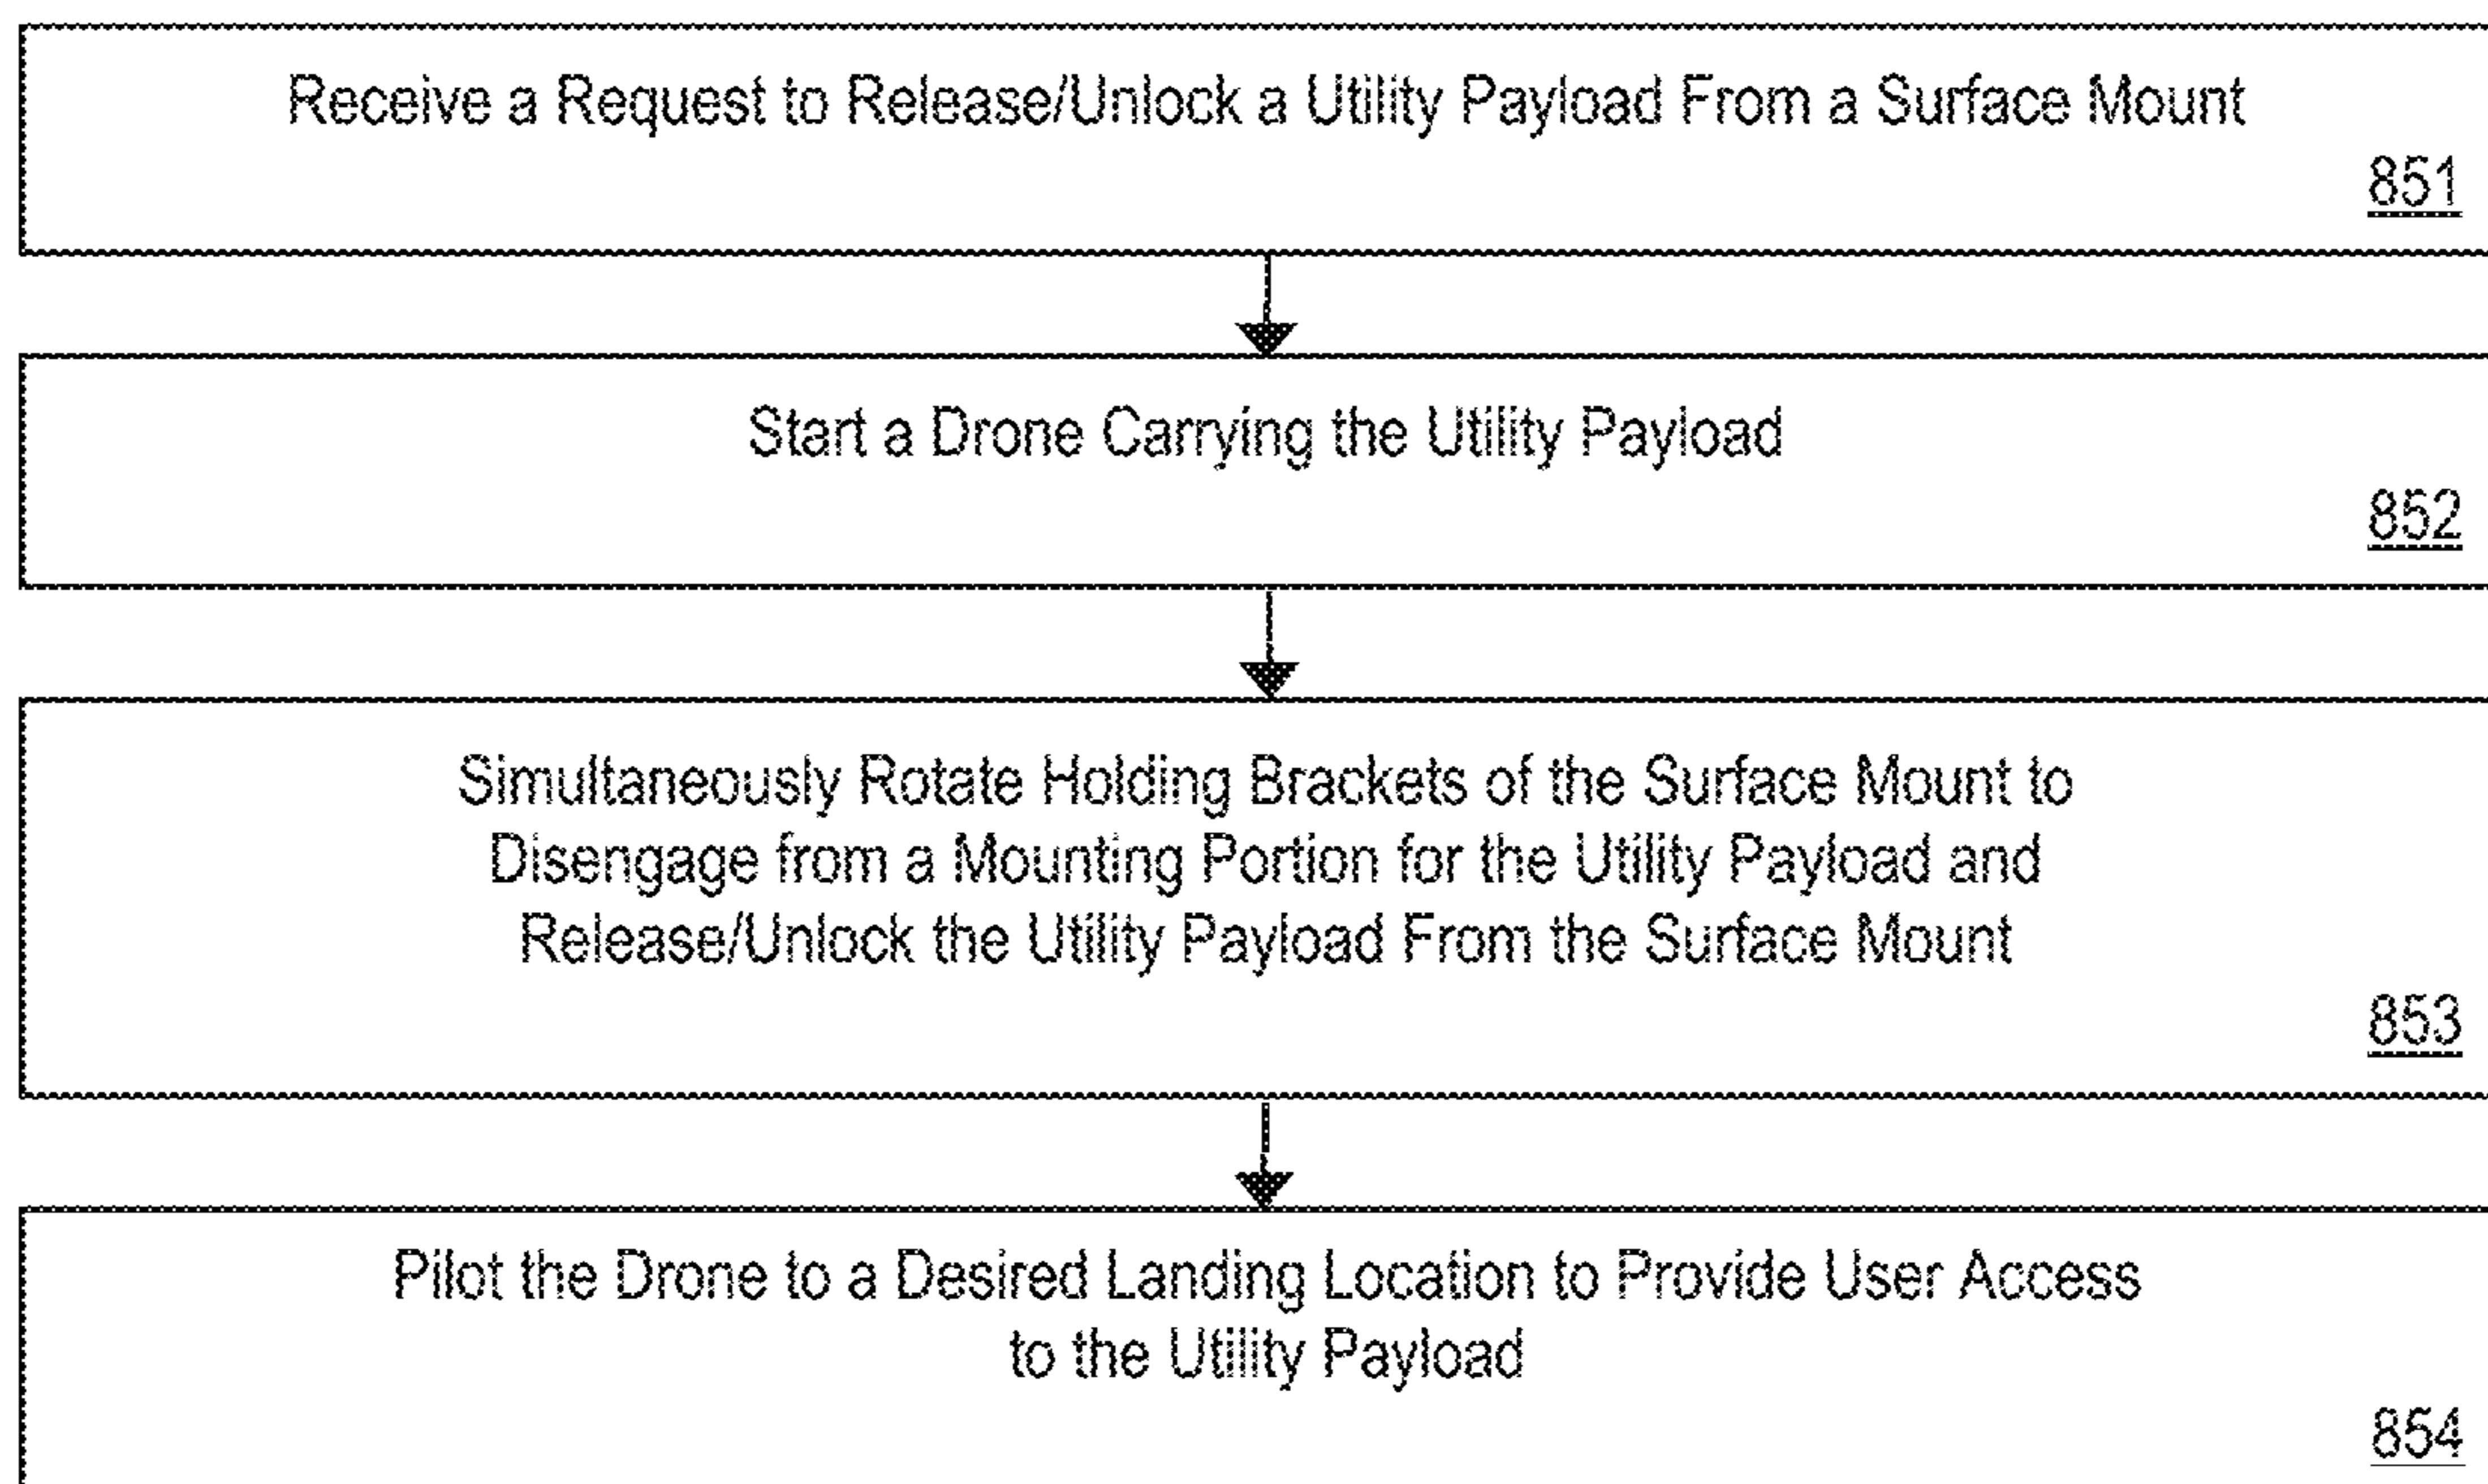 Receive a Request to Release/Unlock a Utility Payload From a Surface Mount
851
Start a Drone Carrying the Utility Payload
852
Simultaneously Rotate Holding Brackets of the Surface Mount to
Disengage from a Mounting Portion for the Utility Payload and
Release/Unlock the Utility Payload From the Surface Mount
853
Pilot the Drone to a Desired Landing Location to Provide User Access
to the Utility Payload
854